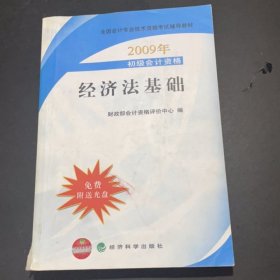 全国会计专业技术资格考试辅导教材
2009年
初级会计资格
经济法基础
财政部会计资格评价中心 编
免费
附送光盘
经济科学出版社